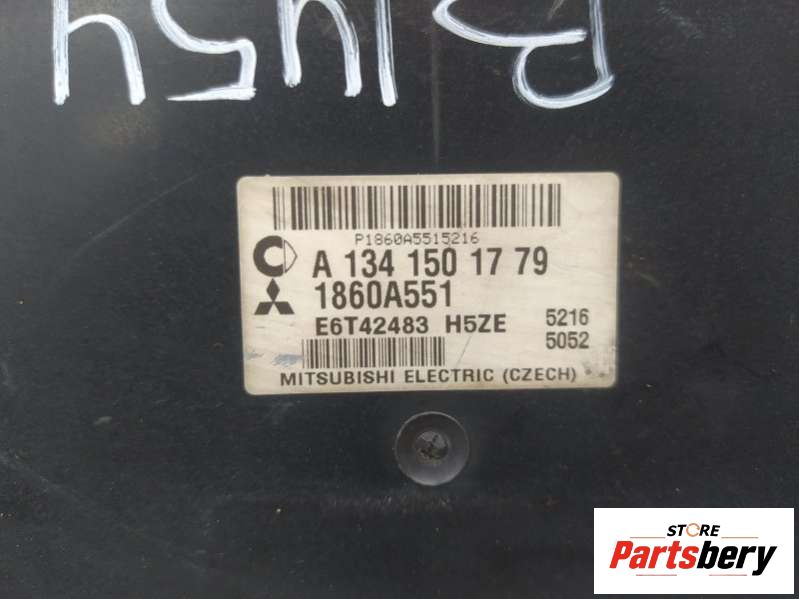 P1860A5515216
A 134 150 17 79
1860A551
E6T42483 H5ZE 5216
5052
MITSUBISHI ELECTRIC (CZECH)
STORE
Partsbery